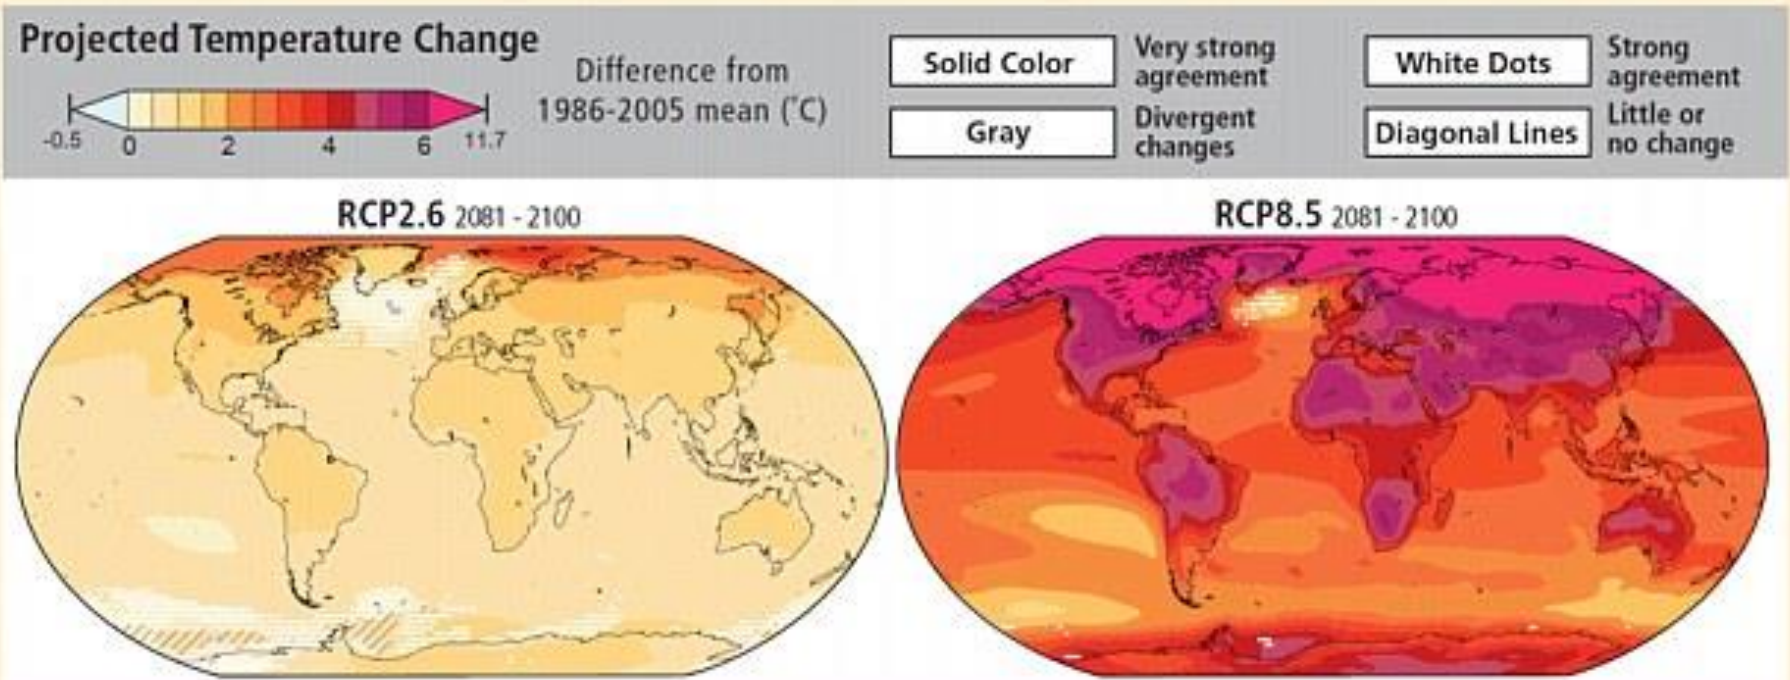 Projected Temperature Change
-0.5 0 2 4 6 11.7
Difference from
1986-2005 mean (˚C)
Solid Color
Very strong
agreement
White Dots
Strong
agreement
Gray
Divergent
changes
Diagonal Lines
Little or
no change
RCP2.6 2081 - 2100
RCP8.5 2081 - 2100